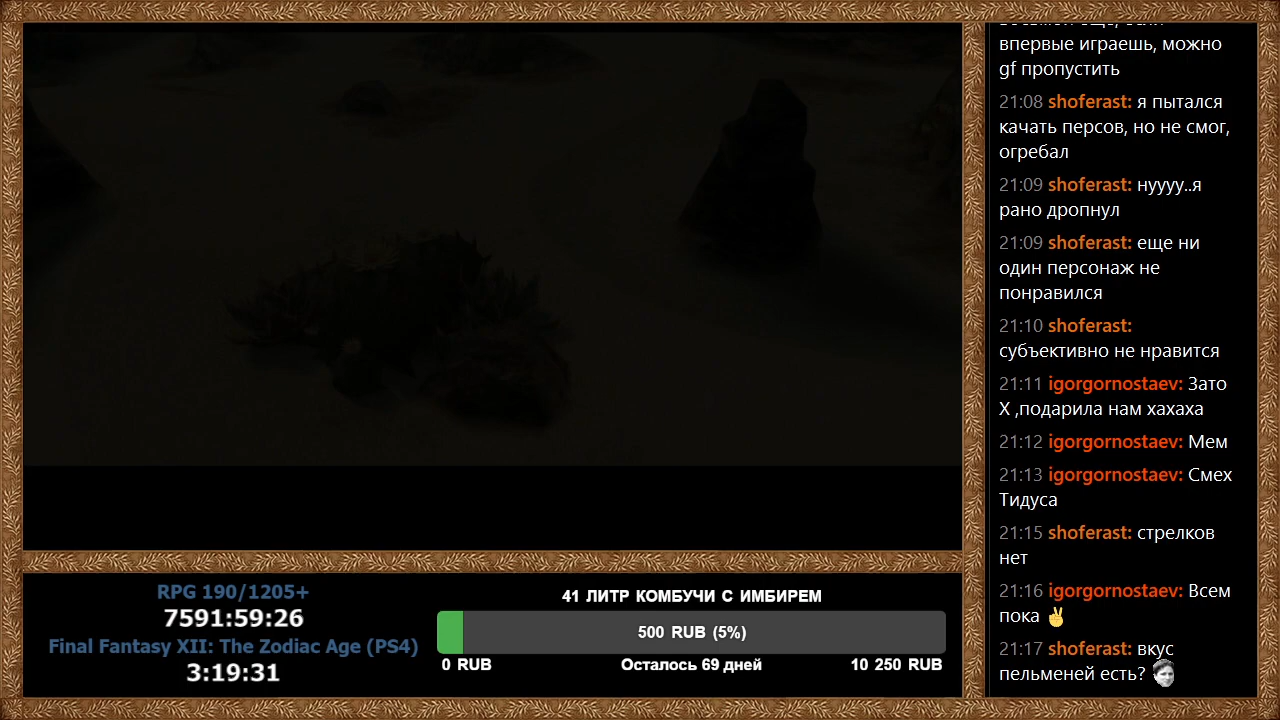 впервые играешь, можно
gf пропустить
21:08 shoferast: я пытался
качать персов, но не смог,
огребал
21:09 shoferast: нуууу..я
рано дропнул
21:09 shoferast: еще ни
один персонаж не
понравился
21:10 shoferast:
субъективно не нравится
21:11 igorgornostaev: Зато
X ,подарила нам хахаха
21:12 igorgornostaev: Мем
21:13 igorgornostaev: Смех
Тидуса
21:15 shoferast: стрелков
нет
21:16 igorgornostaev: Всем
пока ✌
21:17 shoferast: вкус
пельменей есть?
RPG 190/1205+
7591:59:26
Final Fantasy XII: The Zodiac Age (PS4)
3:19:31
41 ЛИТР КОМБУЧИ С ИМБИРЕМ
500 RUB (5%)
0 RUB Осталось 69 дней 10 250 RUB